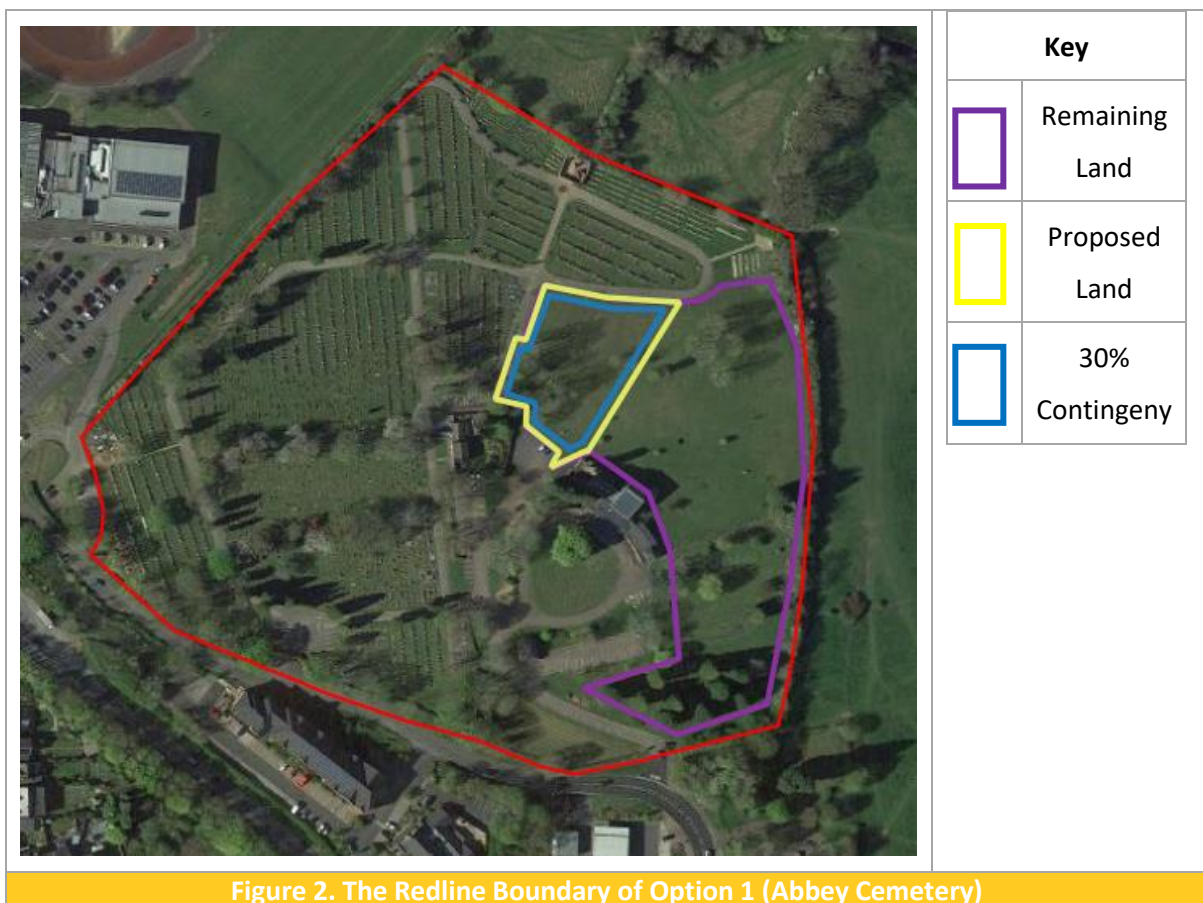 Key
Remaining
Land
Proposed
Land
30%
Contingeny
Figure 2. The Redline Boundary of Option 1 (Abbey Cemetery)